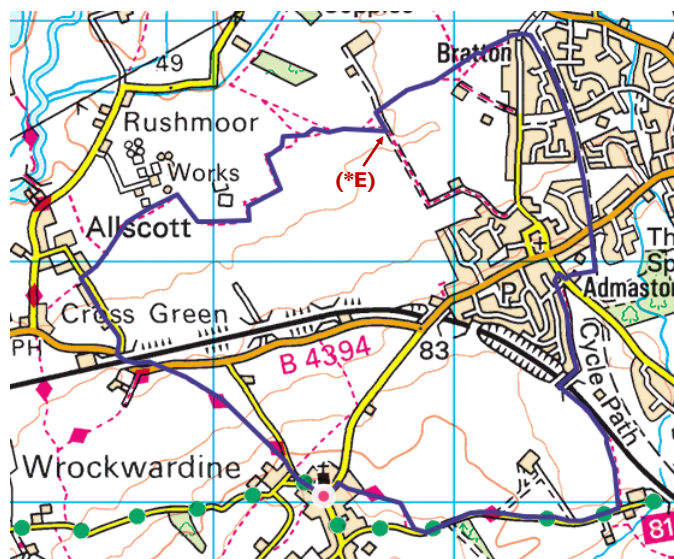 Bratton
49
Rushmoor
Works
(*E)
Allscott
Th
Sp
P
Admaston
Cross Green
PH
B 4394
83
Cycle Path
Wrockwardine
81